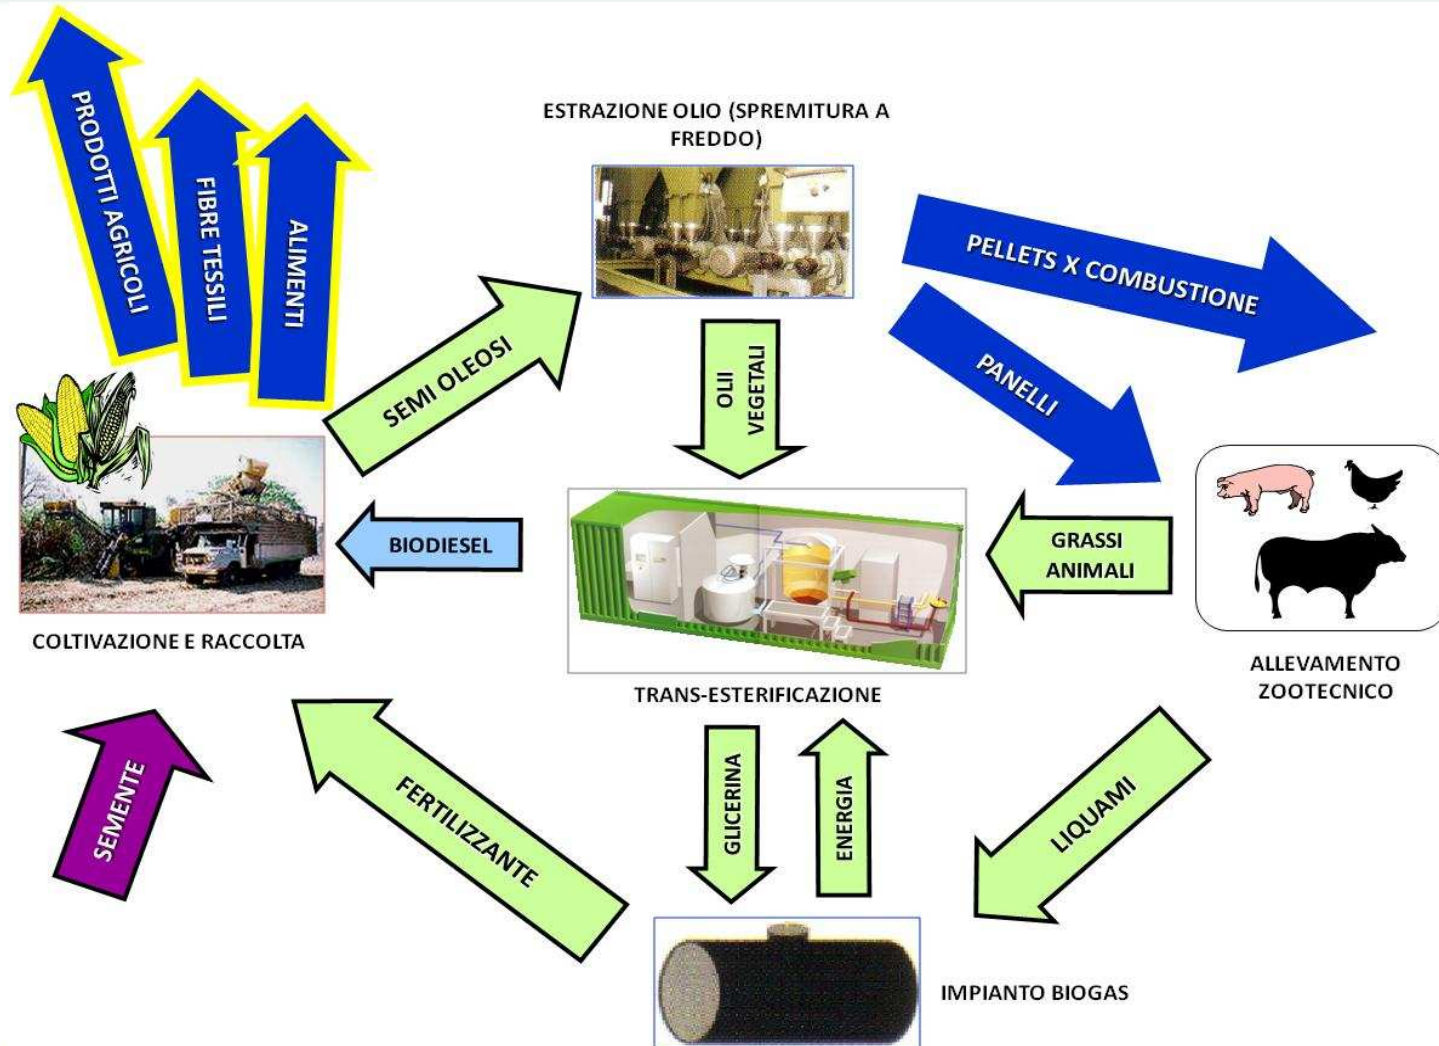 PRODOTTI AGRICOLI
FIBRE TESSILI
ALIMENTI
ESTRAZIONE OLIO (SPREMITURA A
FREDDO)
PELLETS X COMBUSTIONE
PANELLI
SEMI OLEOSI
OLII
VEGETALI
BIODIESEL
GRASSI
ANIMALI
COLTIVAZIONE E RACCOLTA
TRANS-ESTERIFICAZIONE
ALLEVAMENTO
ZOOTECNICO
SEMENTE
FERTILIZZANTE
GLICERINA
ENERGIA
LIQUAMI
IMPIANTO BIOGAS